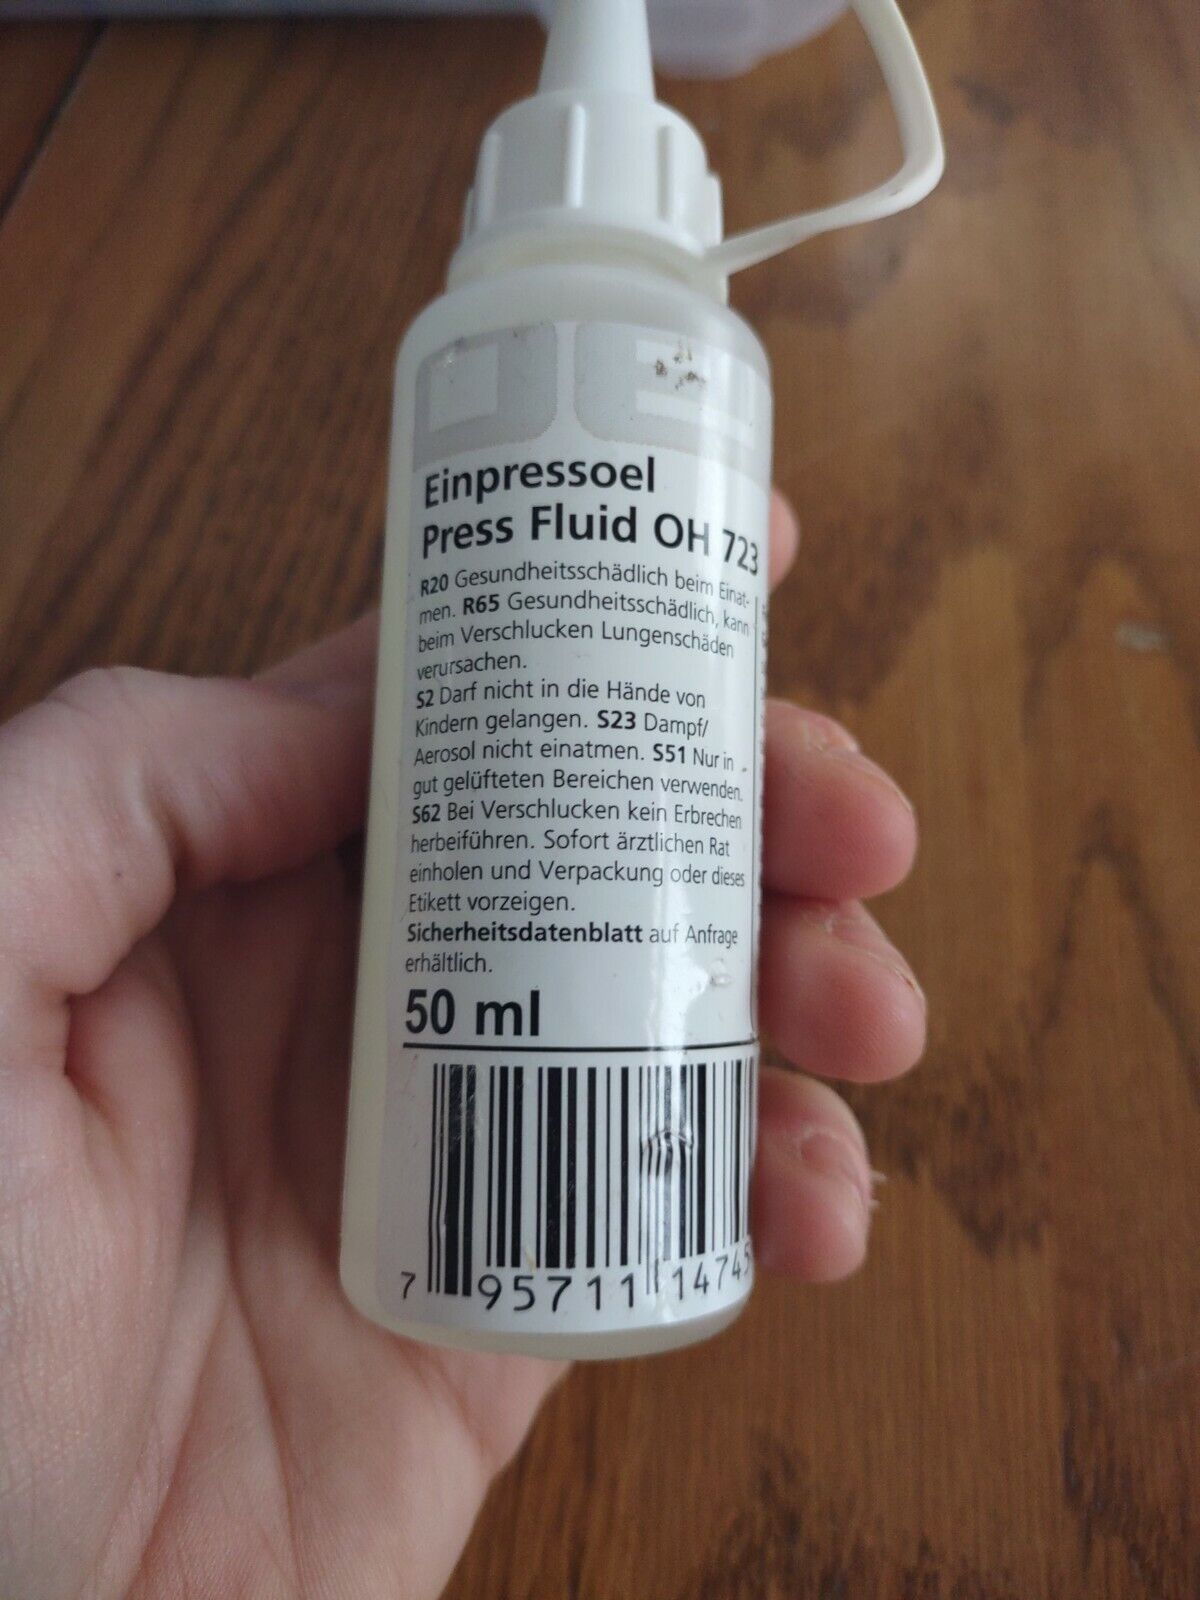 Einpressoel
Press Fluid OH 723
R20 Gesundheitsschädlich beim Einat-
men. R65 Gesundheitsschädlich, kann
beim Verschlucken Lungenschäden
verursachen.
S2 Darf nicht in die Hände von
Kindern gelangen. S23 Dampf/
Aerosol nicht einatmen. S51 Nur in
gut gelüfteten Bereichen verwenden.
S62 Bei Verschlucken kein Erbrechen
herbeiführen. Sofort ärztlichen Rat
einholen und Verpackung oder dieses
Etikett vorzeigen.
Sicherheitsdatenblatt auf Anfrage
erhältlich.
50 ml
7 95711 14745